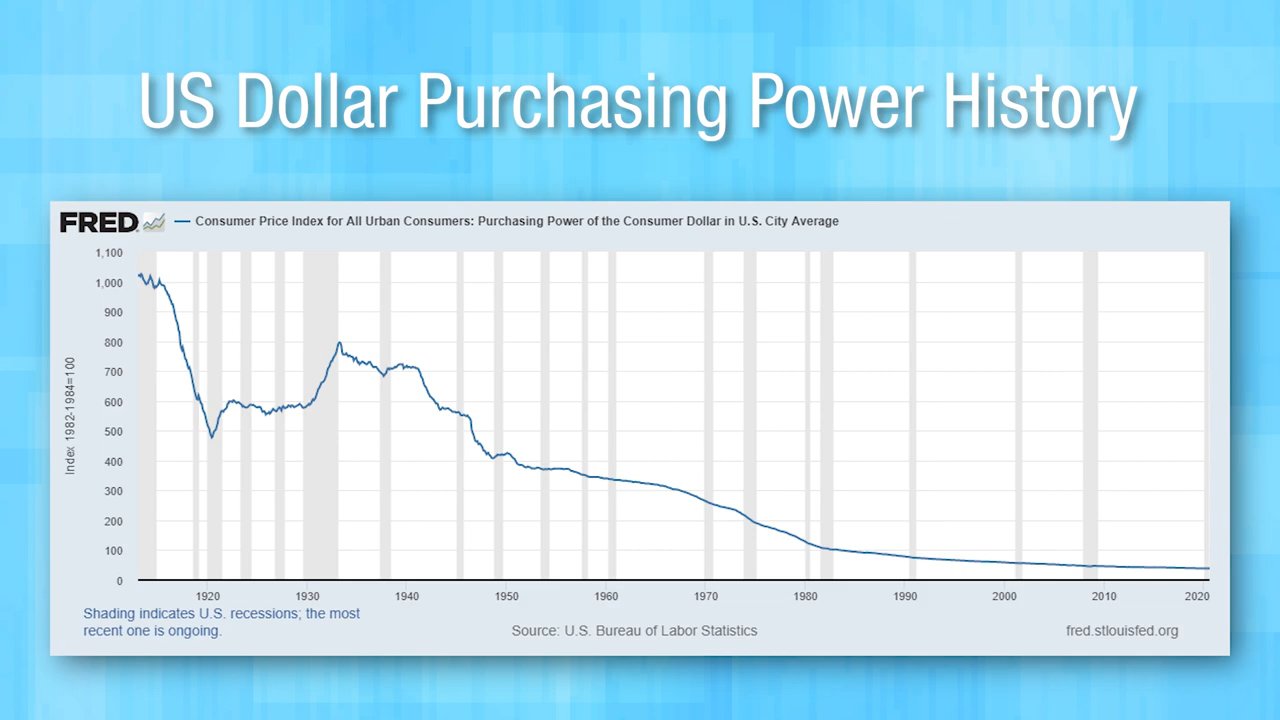 US Dollar Purchasing Power History
FRED
Consumer Price Index for All Urban Consumers: Purchasing Power of the Consumer Dollar in U.S. City Average
Index 1982-1984=100
1,100
1,000
900
800
700
600
500
400
300
200
100
0
1920 1930 1940 1950 1960 1970 1980 1990 2000 2010 2020
Shading indicates U.S. recessions; the most
recent one is ongoing.
Source: U.S. Bureau of Labor Statistics
fred.stlouisfed.org